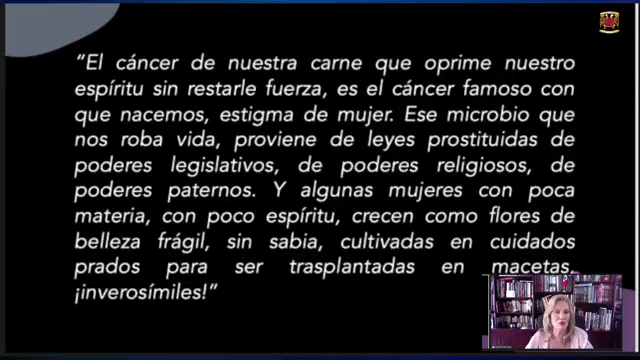 “El cáncer de nuestra carne que oprime nuestro
espíritu sin restarle fuerza, es el cáncer famoso con
que nacemos, estigma de mujer. Ese microbio que
nos roba vida, proviene de leyes prostituidas de
poderes legislativos, de poderes religiosos, de
poderes paternos. Y algunas mujeres con poca
materia, con poco espíritu, crecen como flores de
belleza frágil, sin sabia, cultivadas en cuidados
prados para ser trasplantadas en macetas,
¡inverosímiles!”